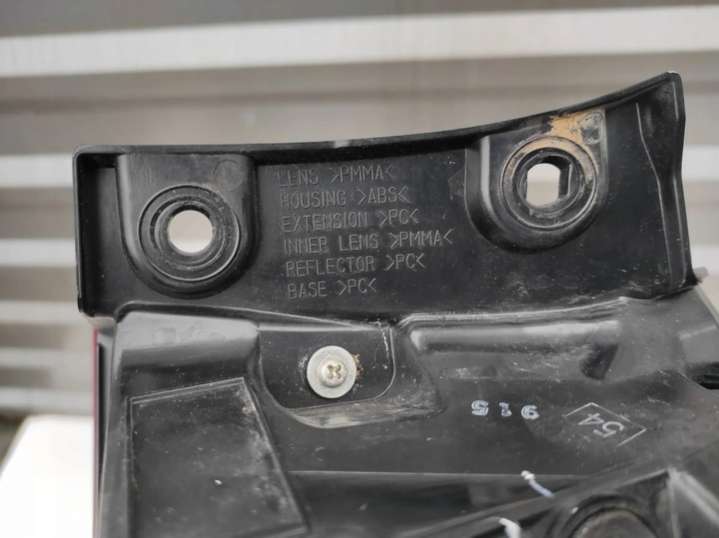 LENS >PMMA<
HOUSING >ABS<
EXTENSION >PC<
INNER LENS >PMMA<
REFLECTOR >PC<
BASE >PC<
915
54